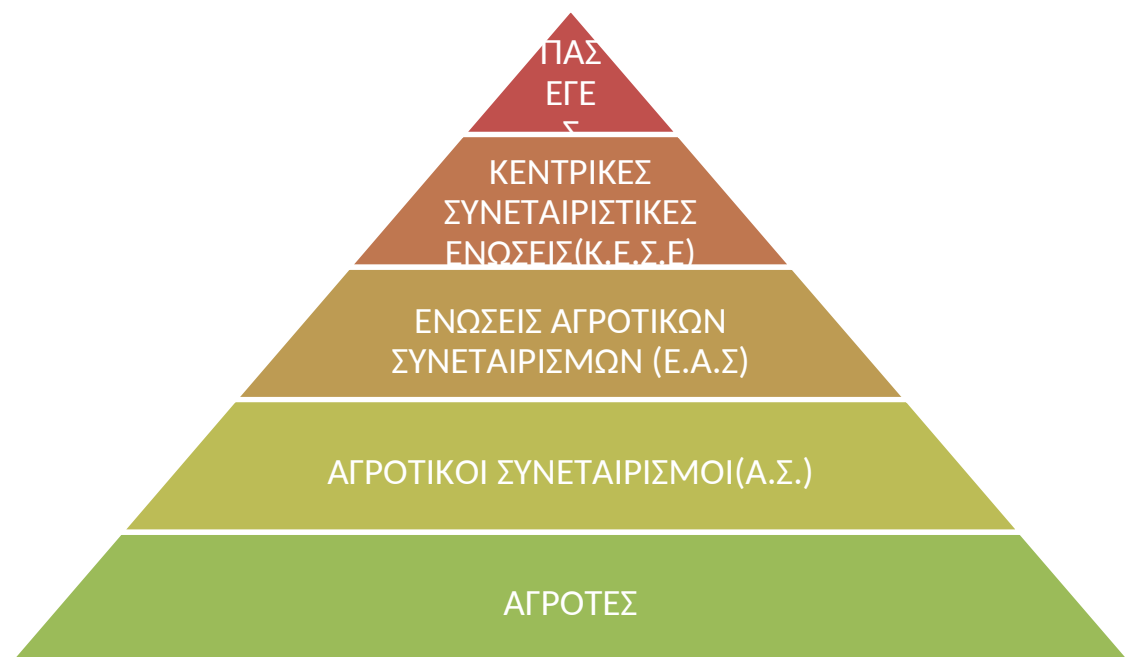 ΠΑΣ
ΕΓΕ
Σ
ΚΕΝΤΡΙΚΕΣ
ΣΥΝΕΤΑΙΡΙΣΤΙΚΕΣ
ΕΝΩΣΕΙΣ(Κ.Ε.Σ.Ε)
ΕΝΩΣΕΙΣ ΑΓΡΟΤΙΚΩΝ
ΣΥΝΕΤΑΙΡΙΣΜΩΝ (Ε.Α.Σ)
ΑΓΡΟΤΙΚΟΙ ΣΥΝΕΤΑΙΡΙΣΜΟΙ(Α.Σ.)
ΑΓΡΟΤΕΣ